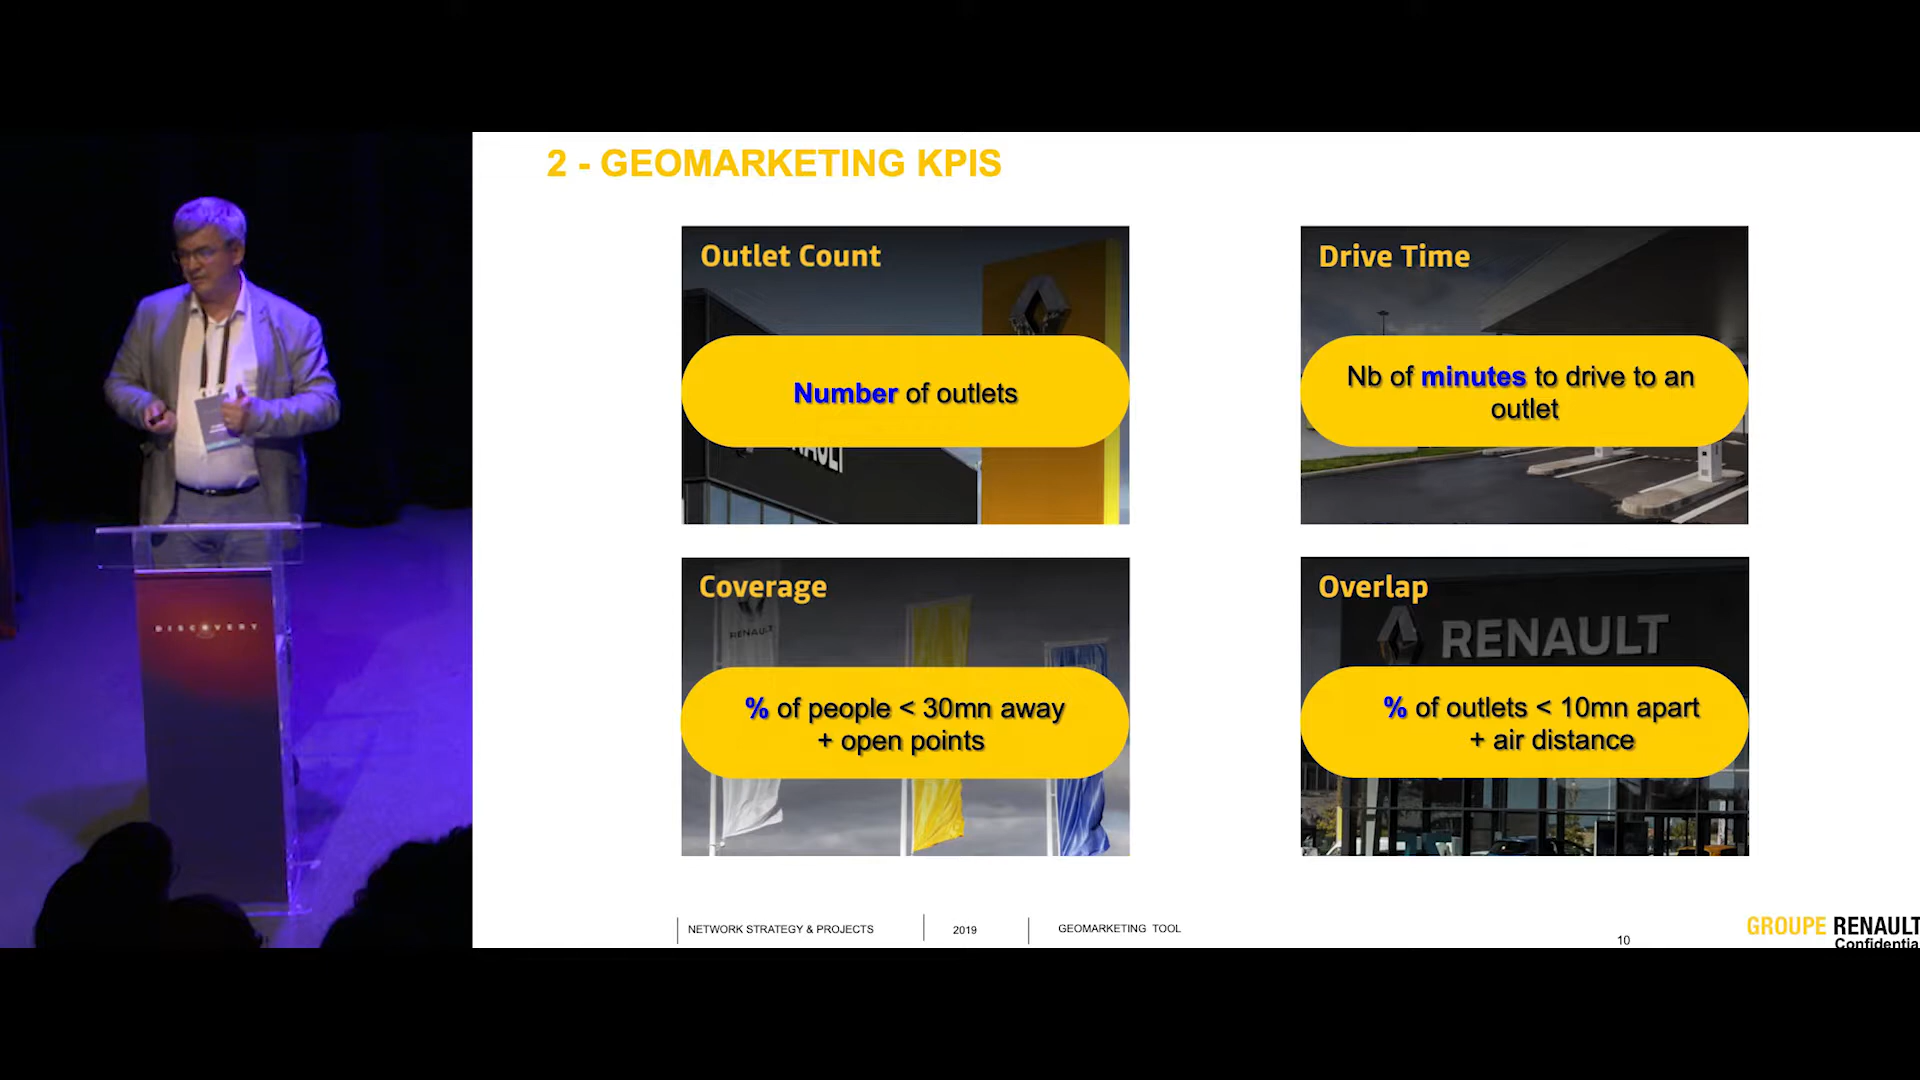 2 - GEOMARKETING KPIS
Outlet Count
Number of outlets
Drive Time
Nb of minutes to drive to an
outlet
Coverage
RENAULT
% of people < 30mn away
+ open points
Overlap
RENAULT
% of outlets < 10mn apart
+ air distance
DISCOVERY
NETWORK STRATEGY & PROJECTS
2019
GEOMARKETING TOOL
10
GROUPE RENAULT